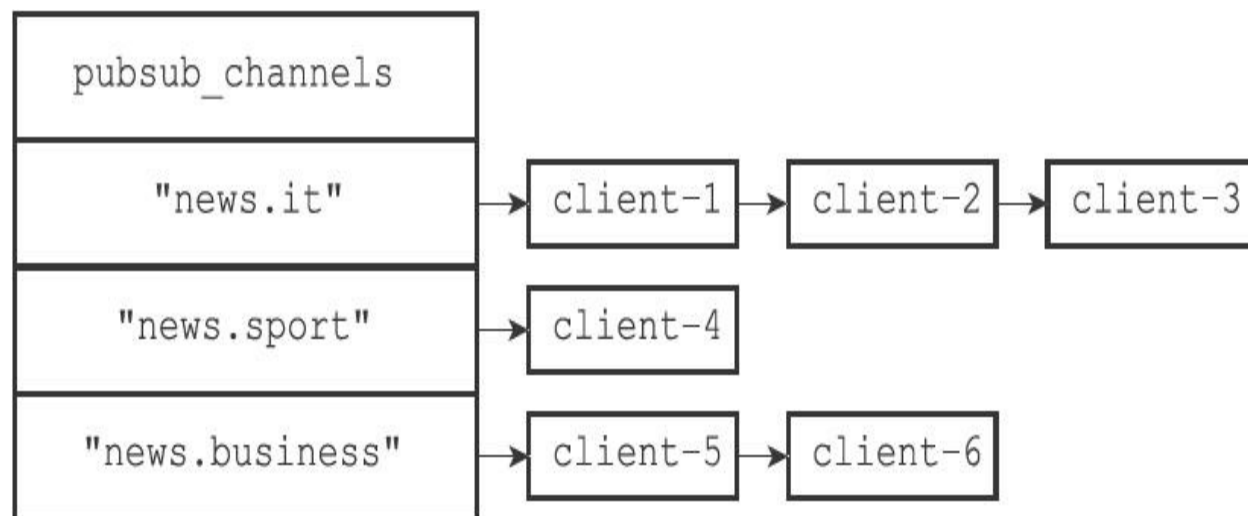 pubsub_channels
"news.it" client-1 client-2 client-3
"news.sport" client-4
"news.business" client-5 client-6